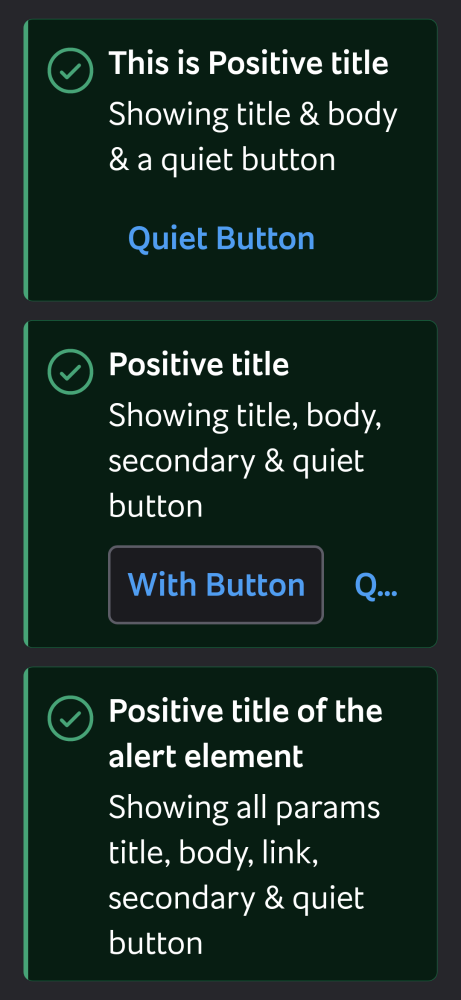 This is Positive title
Showing title & body
& a quiet button
Quiet Button
Positive title
Showing title, body,
secondary & quiet
button
With Button
Q...
Positive title of the
alert element
Showing all params
title, body, link,
secondary & quiet
button